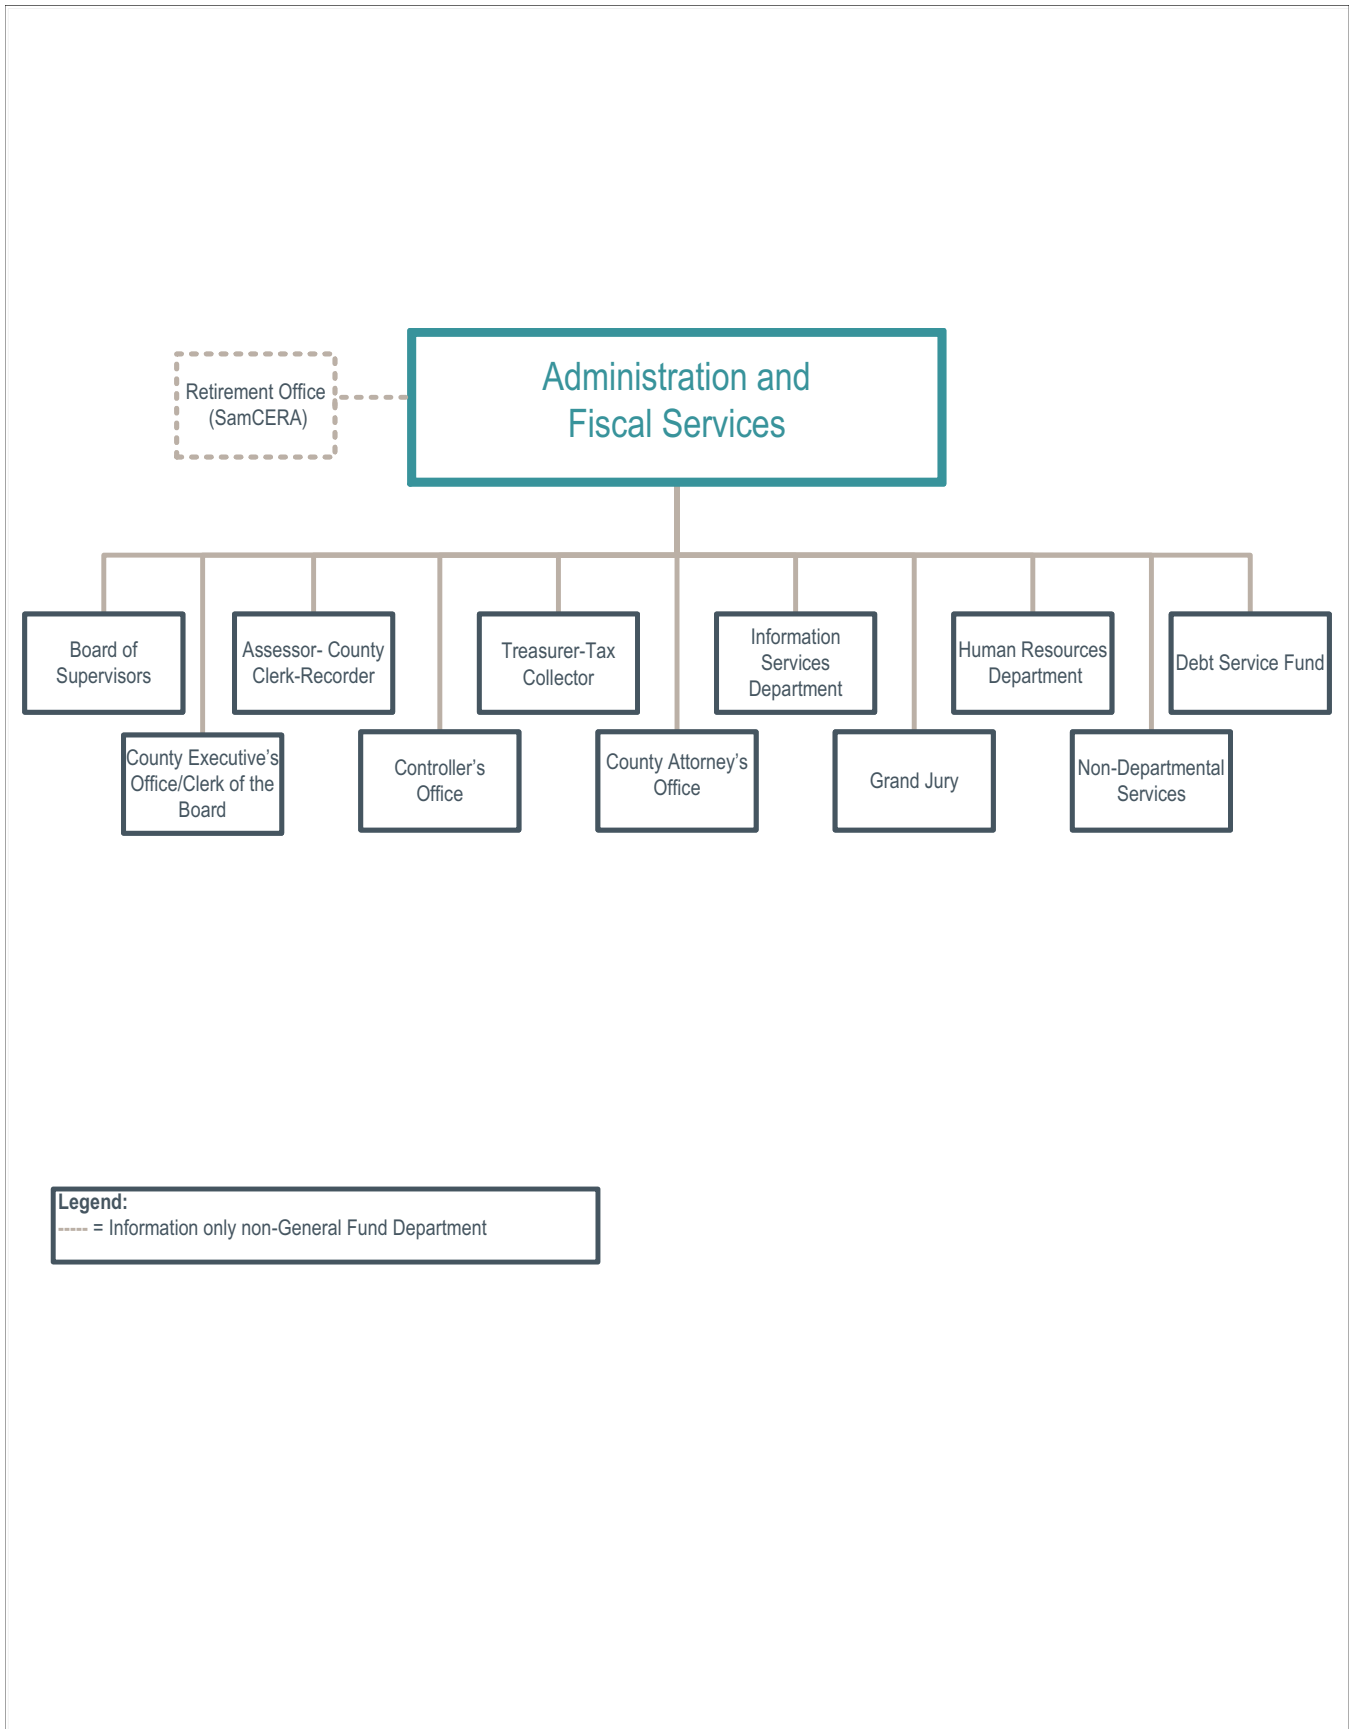 Administration and
Fiscal Services
Retirement Office
(SamCERA)
Board of
Supervisors
Assessor- County
Clerk-Recorder
Treasurer-Tax
Collector
Information
Services
Department
Human Resources
Department
Debt Service Fund
County Executive’s
Office/Clerk of the
Board
Controller’s
Office
County Attorney’s
Office
Grand Jury
Non-Departmental
Services
Legend:
----- = Information only non-General Fund Department